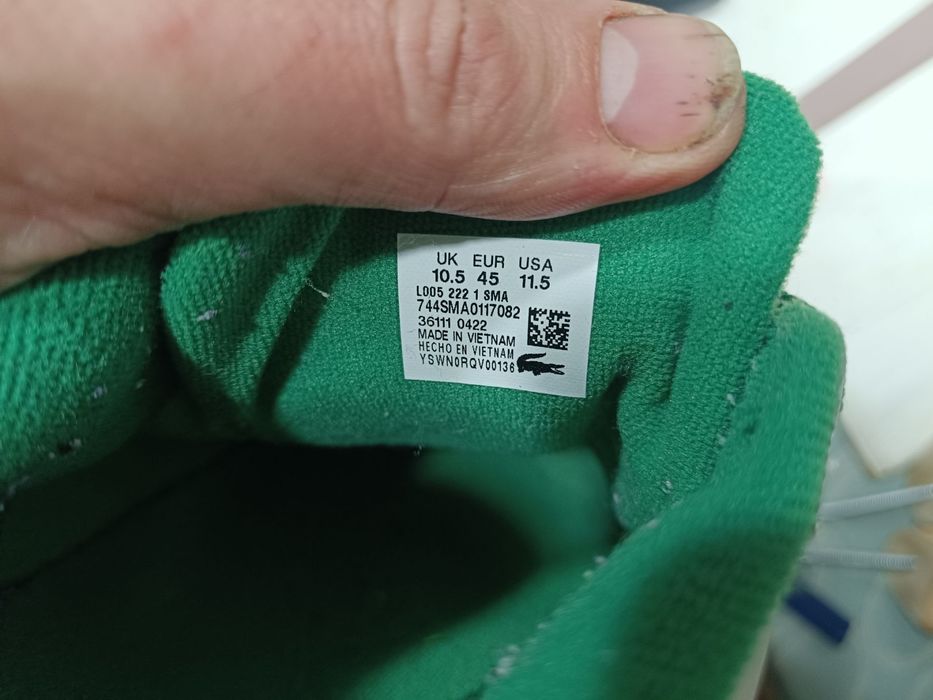 UK EUR USA
10.5 45 11.5
L005 222 1 SMA
744SMA0117082
36111 0422
MADE IN VIETNAM
HECHO EN VIETNAM
YSWN0RQV00136